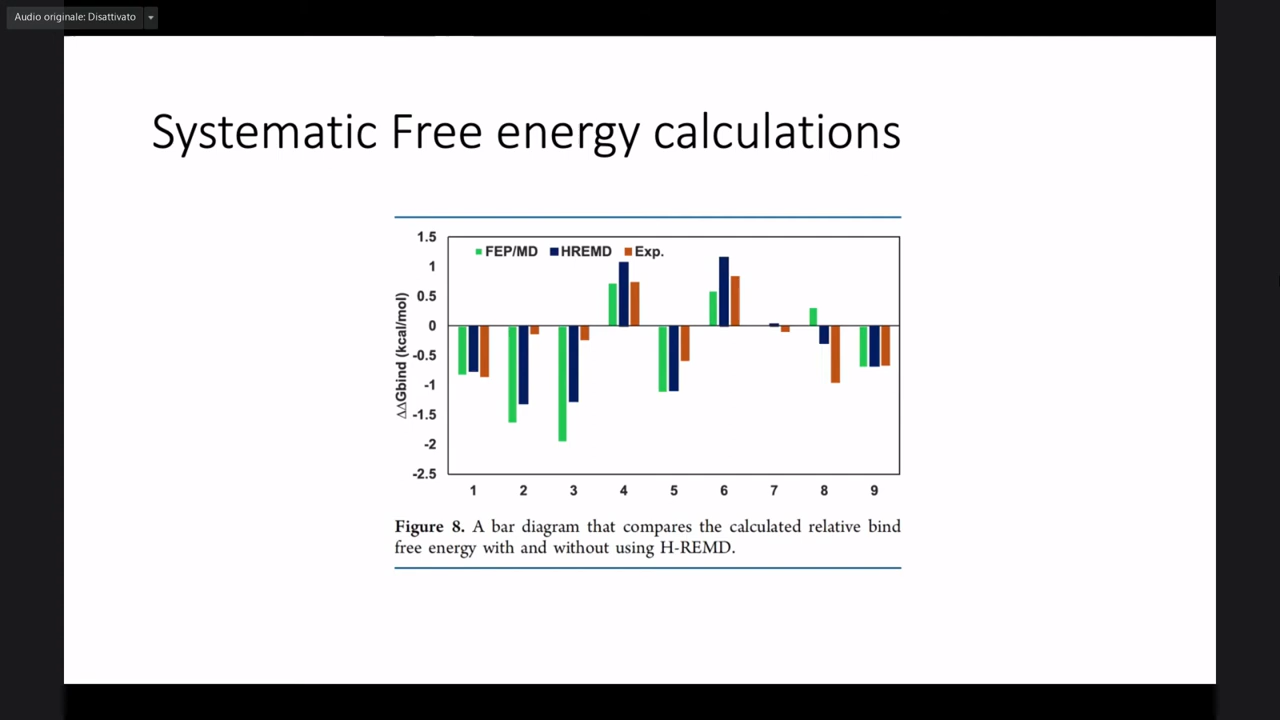 Audio originale: Disattivato
Systematic Free energy calculations
1.5
FEP/MD HREMD Exp.
1
0.5
0
-0.5
-1
-1.5
-2
-2.5
ΔΔGbind (kcal/mol)
1 2 3 4 5 6 7 8 9
Figure 8. A bar diagram that compares the calculated relative bind
free energy with and without using H-REMD.